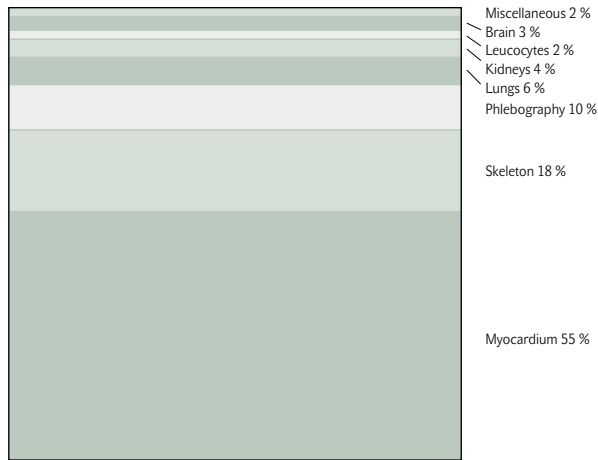 Miscellaneous 2 %
Brain 3 %
Leucocytes 2 %
Kidneys 4 %
Lungs 6 %
Phlebography 10 %
Skeleton 18 %
Myocardium 55 %